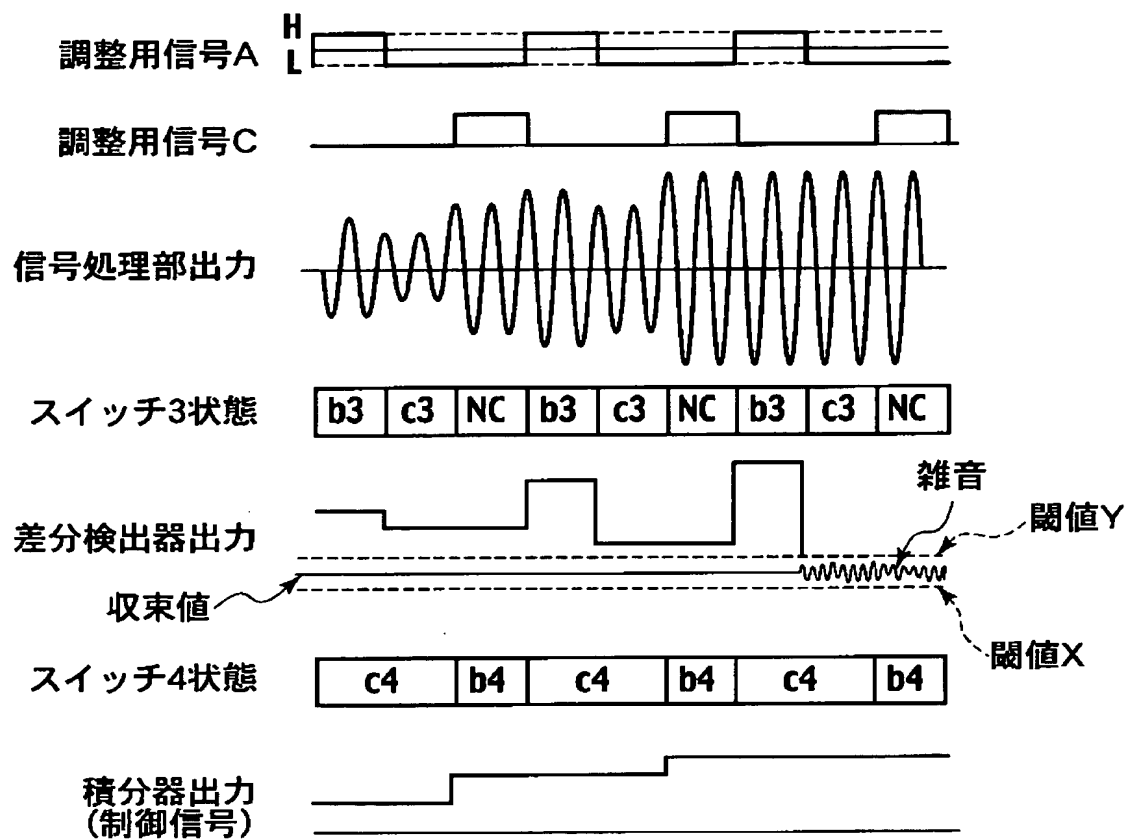 調整用信号A
H
L
調整用信号C
信号処理部出力
スイッチ3状態
b3 c3 NC b3 c3 NC b3 c3 NC
差分検出器出力
雑音
閾値Y
収束値
閾値X
スイッチ4状態
c4 b4 c4 b4 c4 b4
積分器出力
(制御信号)